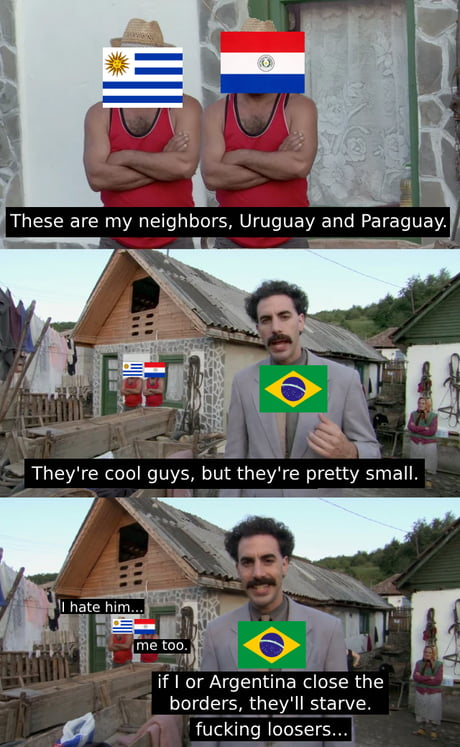 These are my neighbors, Uruguay and Paraguay.
They're cool guys, but they're pretty small.
I hate him...
me too.
if I or Argentina close the
borders, they'll starve.
fucking loosers...